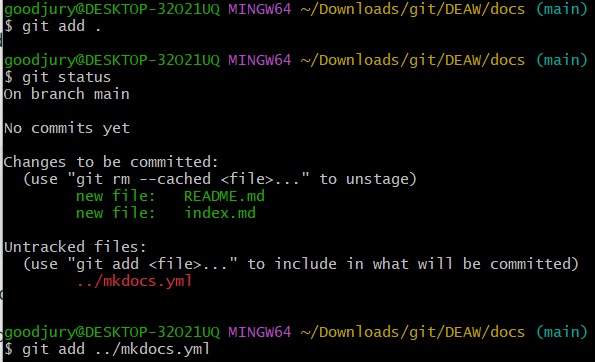 goodjury@DESKTOP-32O21UQ MINGW64 ~/Downloads/git/DEAW/docs (main)
$ git add .

goodjury@DESKTOP-32O21UQ MINGW64 ~/Downloads/git/DEAW/docs (main)
$ git status
On branch main

No commits yet

Changes to be committed:
  (use "git rm --cached <file>..." to unstage)
        new file:   README.md
        new file:   index.md

Untracked files:
  (use "git add <file>..." to include in what will be committed)
        ../mkdocs.yml

goodjury@DESKTOP-32O21UQ MINGW64 ~/Downloads/git/DEAW/docs (main)
$ git add ../mkdocs.yml